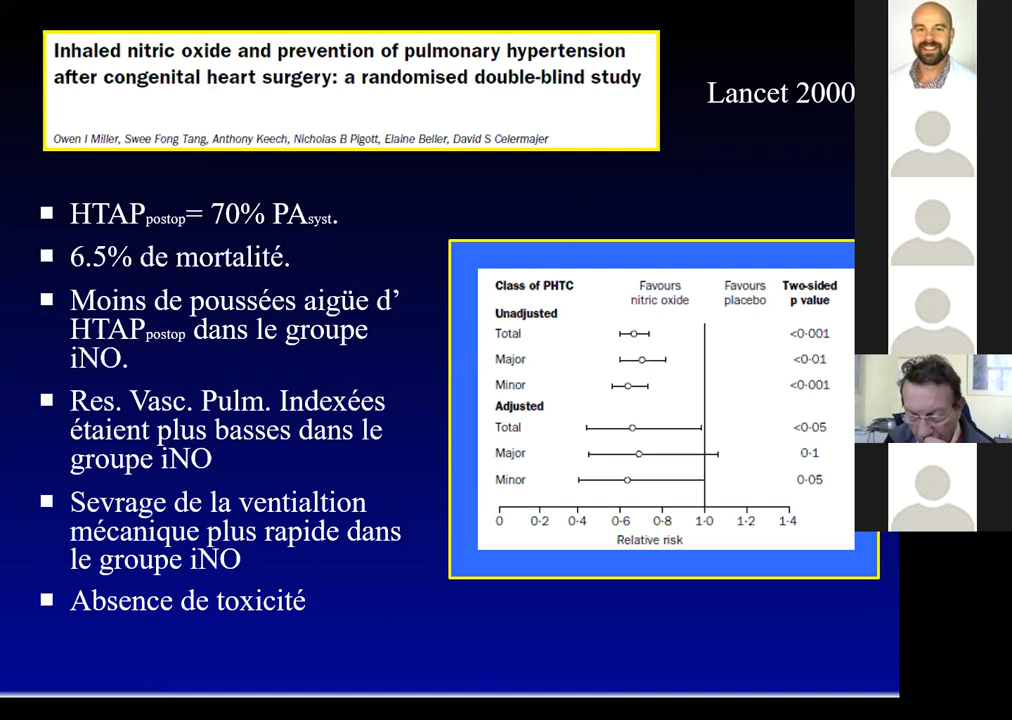 Inhaled nitric oxide and prevention of pulmonary hypertension
after congenital heart surgery: a randomised double-blind study
Owen I Miller, Swee Fong Tang, Anthony Keech, Nicholas B Pigott, Elaine Beller, David S Celermajer
Lancet 2000
HTAPpostop= 70% PAsyst.
6.5% de mortalité.
Moins de poussées aigüe d’
HTAPpostop dans le groupe
iNO.
Res. Vasc. Pulm. Indexées
étaient plus basses dans le
groupe iNO
Sevrage de la ventialtion
mécanique plus rapide dans
le groupe iNO
Absence de toxicité
Class of PHTC Favours nitric oxide Favours placebo Two-sided p value
Unadjusted
Total <0·001
Major <0·01
Minor <0·001
Adjusted
Total <0·05
Major 0·1
Minor 0·05
0 0·2 0·4 0·6 0·8 1·0 1·2 1·4
Relative risk